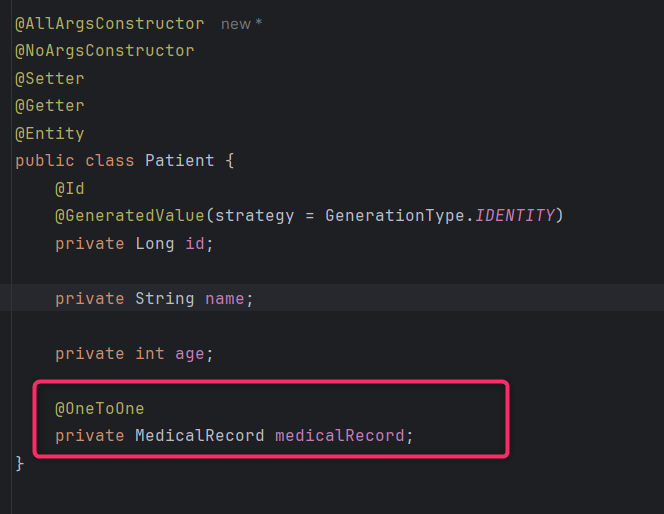 @AllArgsConstructor new *
@NoArgsConstructor
@Setter
@Getter
@Entity
public class Patient {
@Id
@GeneratedValue(strategy = GenerationType.IDENTITY)
private Long id;
private String name;
private int age;
@OneToOne
private MedicalRecord medicalRecord;
}